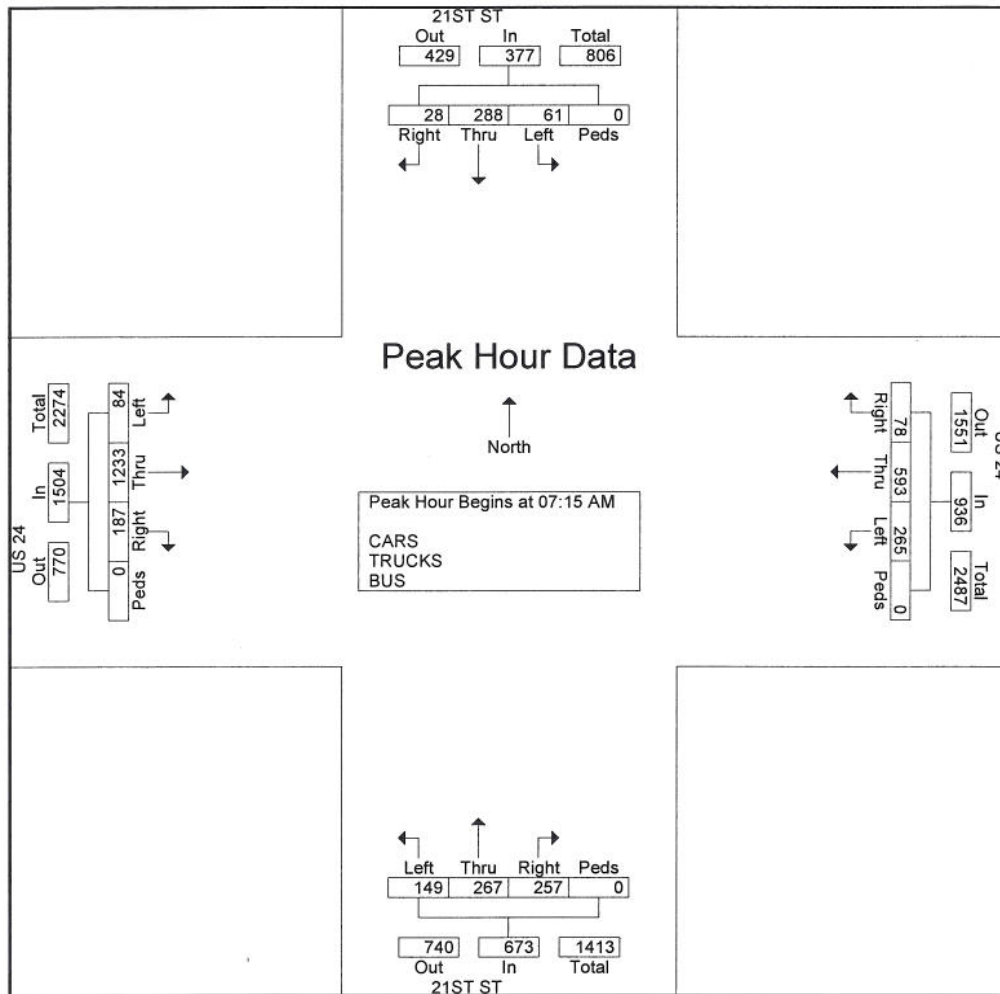 21ST ST
Out In Total
429 377 806
28 288 61 0
Right Thru Left Peds
Peak Hour Data
North
Peak Hour Begins at 07:15 AM
CARS
TRUCKS
BUS
US 24
Out In Total
770 1504 2274
Left Thru Right Peds
84 1233 187 0
US 24
Out In Total
1551 936 2487
Right Thru Left Peds
78 593 265 0
Left Thru Right Peds
149 267 257 0
740 673 1413
Out In Total
21ST ST